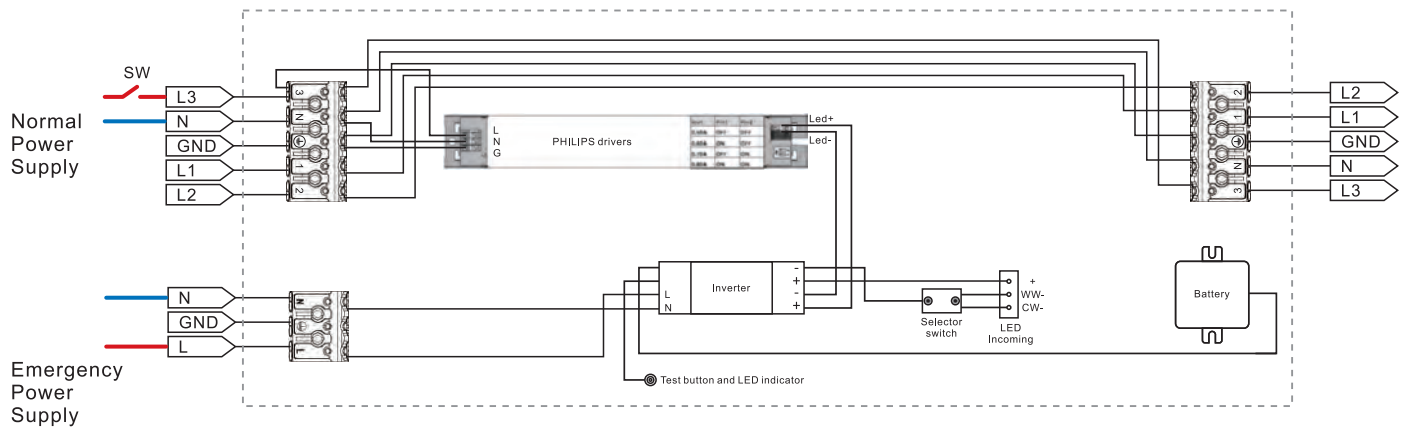 SW
L3
N
GND
L1
L2
Normal
Power
Supply
3
N
1
2
L
N
G
PHILIPS drivers
Led+
Led-
2
1
N
3
L2
L1
GND
N
L3
N
GND
L
Emergency
Power
Supply
N
L
L
N
Inverter
-
+
-
+
Selector
switch
+
WW-
CW-
LED
Incoming
Battery
Test button and LED indicator